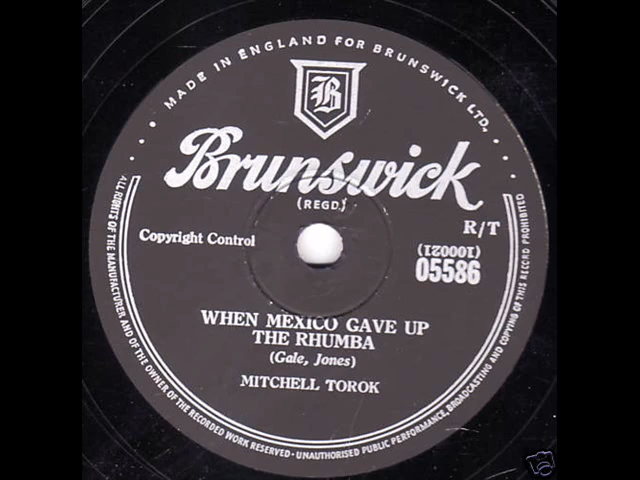 MADE IN ENGLAND FOR BRUNSWICK LTD.
B
Brunswick
(REGD.)
R/T
Copyright Control
(100021)
05586
WHEN MEXICO GAVE UP
THE RHUMBA
(Gale, Jones)
MITCHELL TOROK
ALL RIGHTS OF THE MANUFACTURER AND OF THE OWNER OF THE RECORDED WORK RESERVED · UNAUTHORISED PUBLIC PERFORMANCE, BROADCASTING AND COPYING OF THIS RECORD PROHIBITED